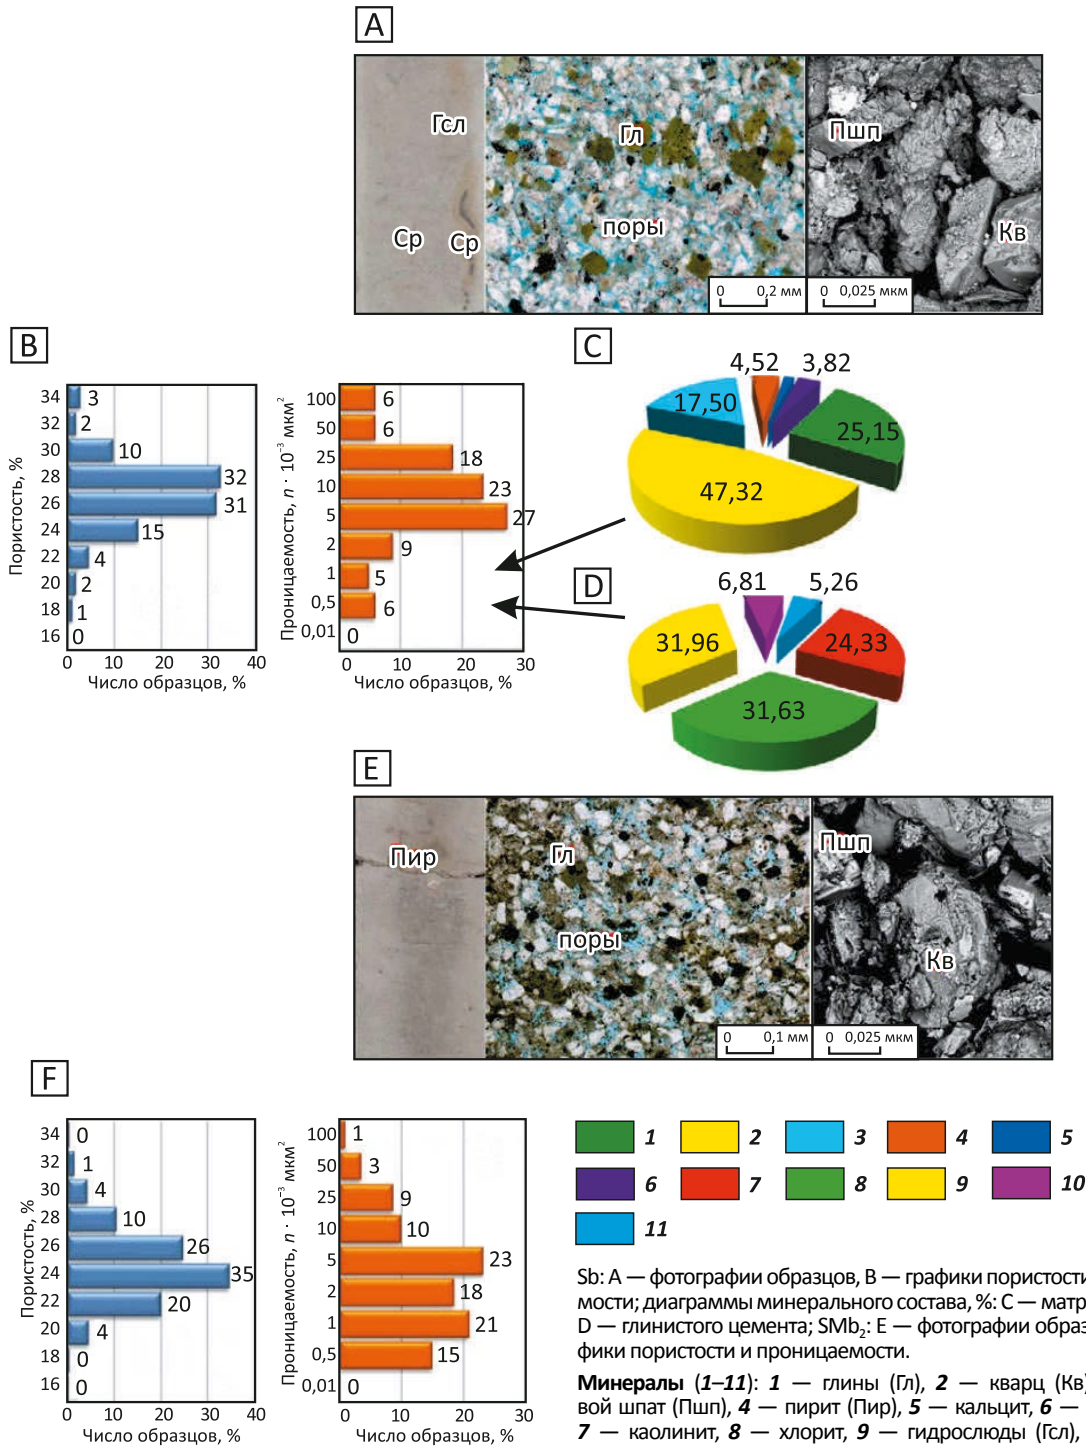 A
Гсл
Ср
Ср
Гл
поры
0 0,2 мм
Пшп
Кв
0 0,025 мкм
B
Пористость, %
34
32
30
28
26
24
22
20
18
16
3
2
10
32
31
15
4
2
1
0
0 10 20 30 40
Число образцов, %
Проницаемость, n · 10⁻³ мкм²
100
50
25
10
5
2
1
0,5
0,01
6
6
18
23
27
9
5
6
0
0 10 20 30
Число образцов, %
C
4,52
3,82
17,50
25,15
47,32
D
6,81
5,26
31,96
24,33
31,63
E
Пир
Гл
поры
0 0,1 мм
Пшп
Кв
0 0,025 мкм
F
Пористость, %
34
32
30
28
26
24
22
20
18
16
0
1
4
10
26
35
20
4
0
0
0 10 20 30 40
Число образцов, %
Проницаемость, n · 10⁻³ мкм²
100
50
25
10
5
2
1
0,5
0,01
1
3
9
10
23
18
21
15
0
0 10 20 30
Число образцов, %
1 2 3 4 5
6 7 8 9 10
11
Sb: A — фотографии образцов, B — графики пористости
мости; диаграммы минерального состава, %: C — матр
D — глинистого цемента; SMb₂: E — фотографии образ
фики пористости и проницаемости.
Минералы (1–11): 1 — глины (Гл), 2 — кварц (Кв)
вой шпат (Пшп), 4 — пирит (Пир), 5 — кальцит, 6 —
7 — каолинит, 8 — хлорит, 9 — гидрослюды (Гсл),